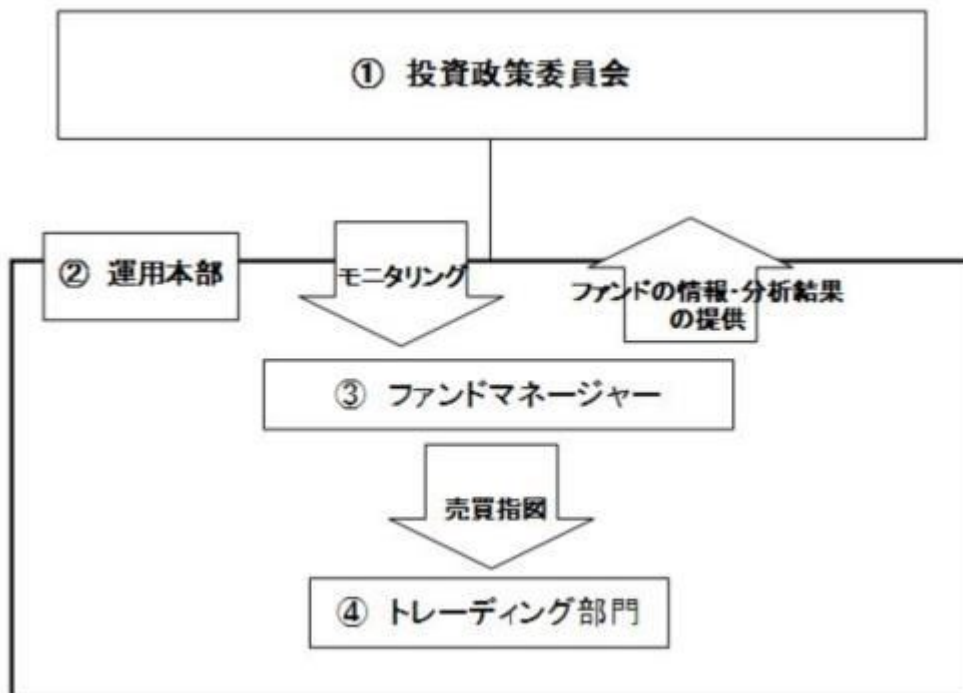 ① 投資政策委員会
② 運用本部
モニタリング
ファンドの情報・分析結果
の提供
③ ファンドマネージャー
売買指図
④ トレーディング部門